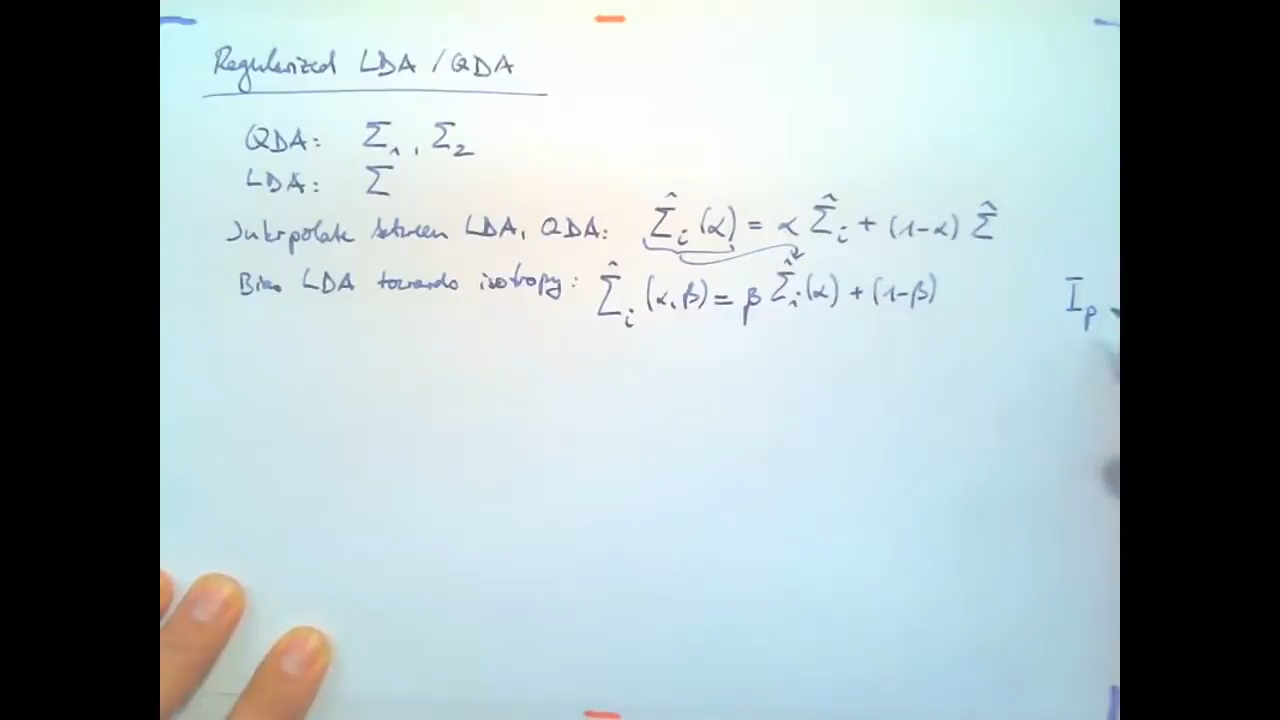 Regularized LDA / QDA
QDA: Σ₁, Σ₂
LDA: Σ
Interpolate between LDA, QDA: Σ̂ᵢ(α) = α Σ̂ᵢ + (1-α) Σ̂
Bias LDA towards isotropy: Σ̂ᵢ(α,β) = β Σ̂ᵢ(α) + (1-β) Iₚ